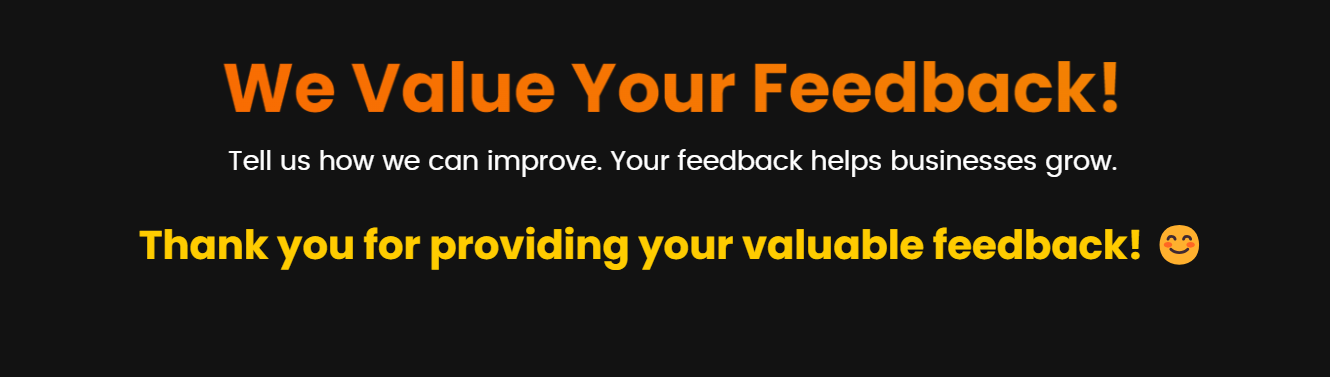 We Value Your Feedback!
Tell us how we can improve. Your feedback helps businesses grow.
Thank you for providing your valuable feedback! 😊